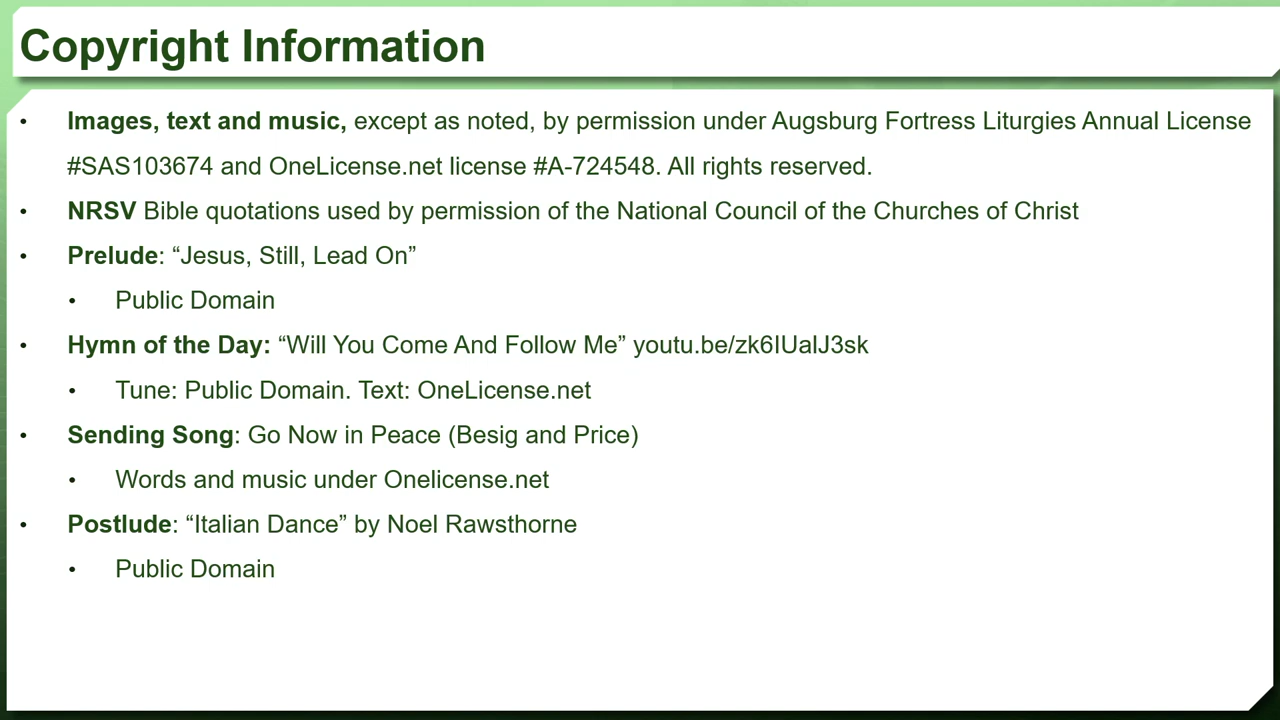 Copyright Information
• Images, text and music, except as noted, by permission under Augsburg Fortress Liturgies Annual License
#SAS103674 and OneLicense.net license #A-724548. All rights reserved.
• NRSV Bible quotations used by permission of the National Council of the Churches of Christ
• Prelude: “Jesus, Still, Lead On”
• Public Domain
• Hymn of the Day: “Will You Come And Follow Me” youtu.be/zk6IUaIJ3sk
• Tune: Public Domain. Text: OneLicense.net
• Sending Song: Go Now in Peace (Besig and Price)
• Words and music under Onelicense.net
• Postlude: “Italian Dance” by Noel Rawsthorne
• Public Domain